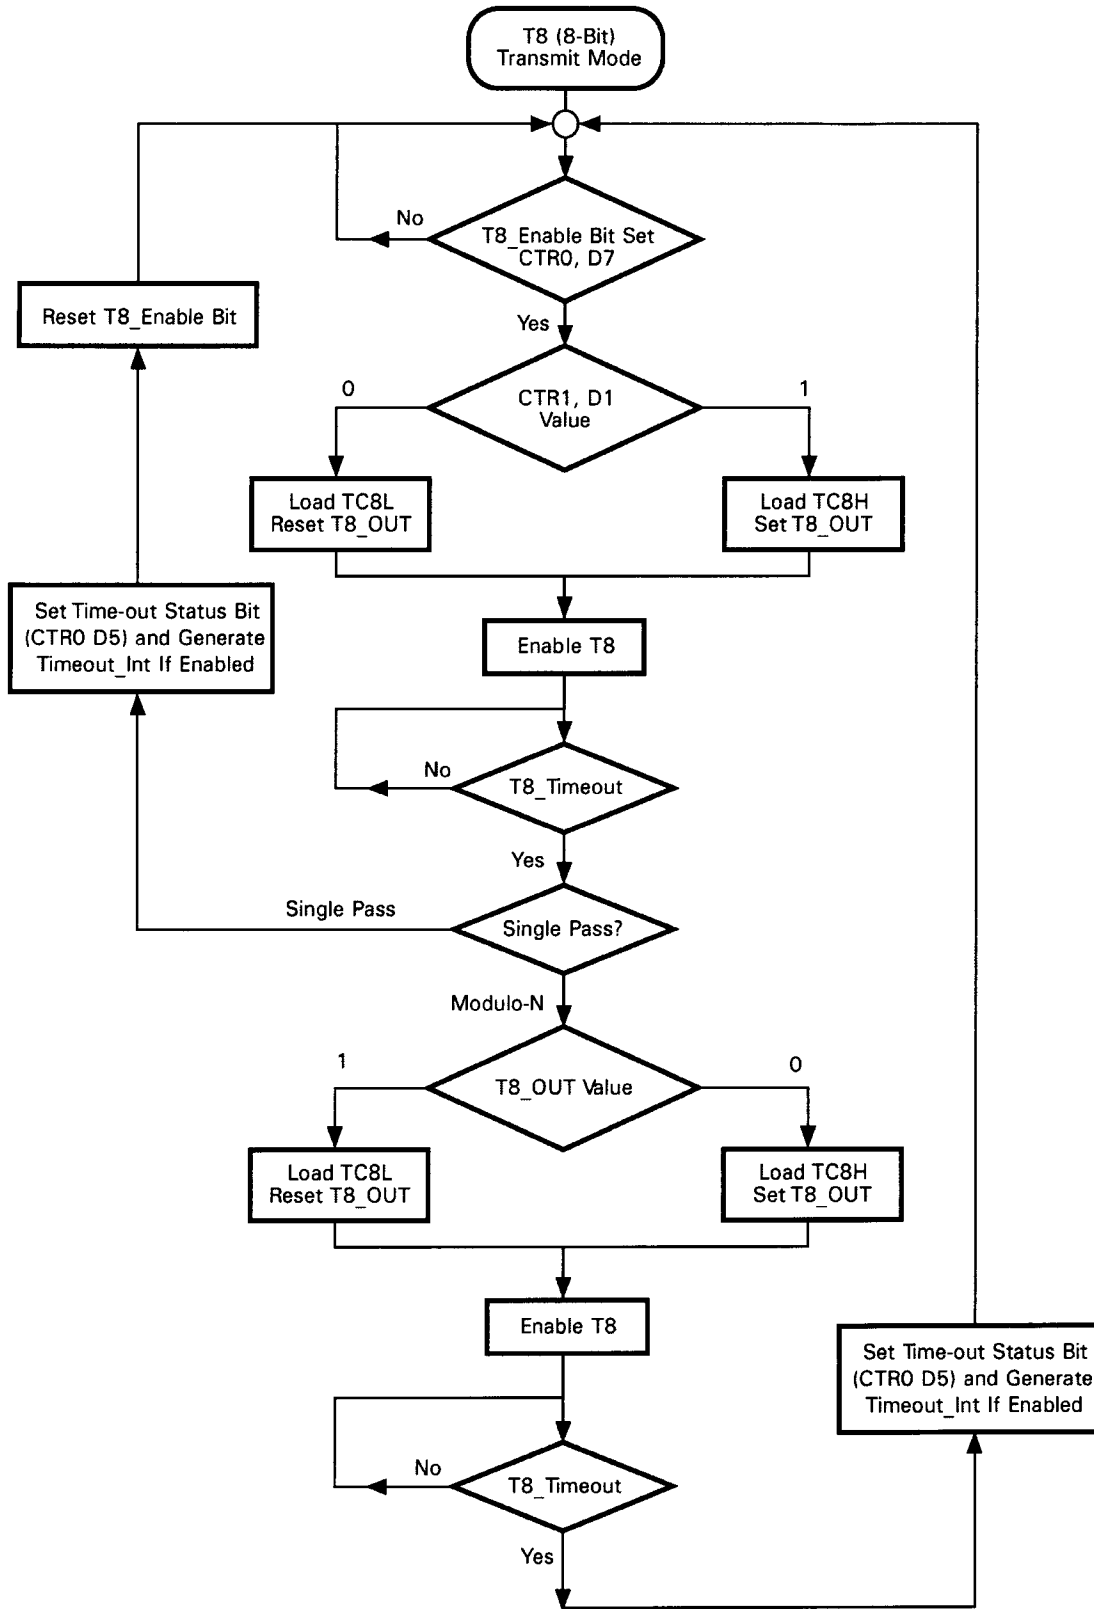 T8 (8-Bit)
Transmit Mode
No
T8_Enable Bit Set
CTR0, D7
Reset T8_Enable Bit
Yes
0
CTR1, D1
Value
1
Load TC8L
Reset T8_OUT
Load TC8H
Set T8_OUT
Set Time-out Status Bit
(CTR0 D5) and Generate
Timeout_Int If Enabled
Enable T8
No
T8_Timeout
Yes
Single Pass
Single Pass?
Modulo-N
1
T8_OUT Value
0
Load TC8L
Reset T8_OUT
Load TC8H
Set T8_OUT
Enable T8
Set Time-out Status Bit
(CTR0 D5) and Generate
Timeout_Int If Enabled
No
T8_Timeout
Yes